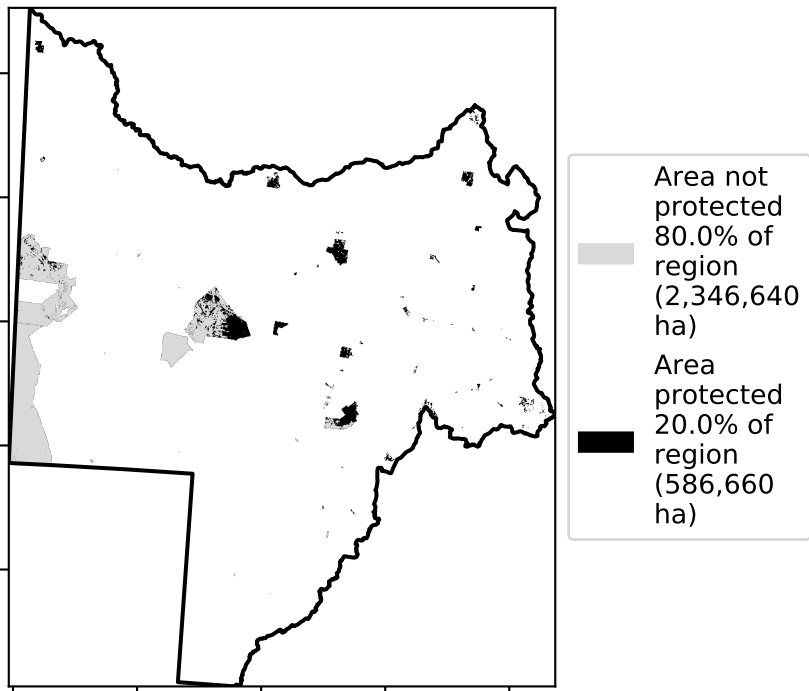 Area not
protected
80.0% of
region
(2,346,640
ha)
Area
protected
20.0% of
region
(586,660
ha)